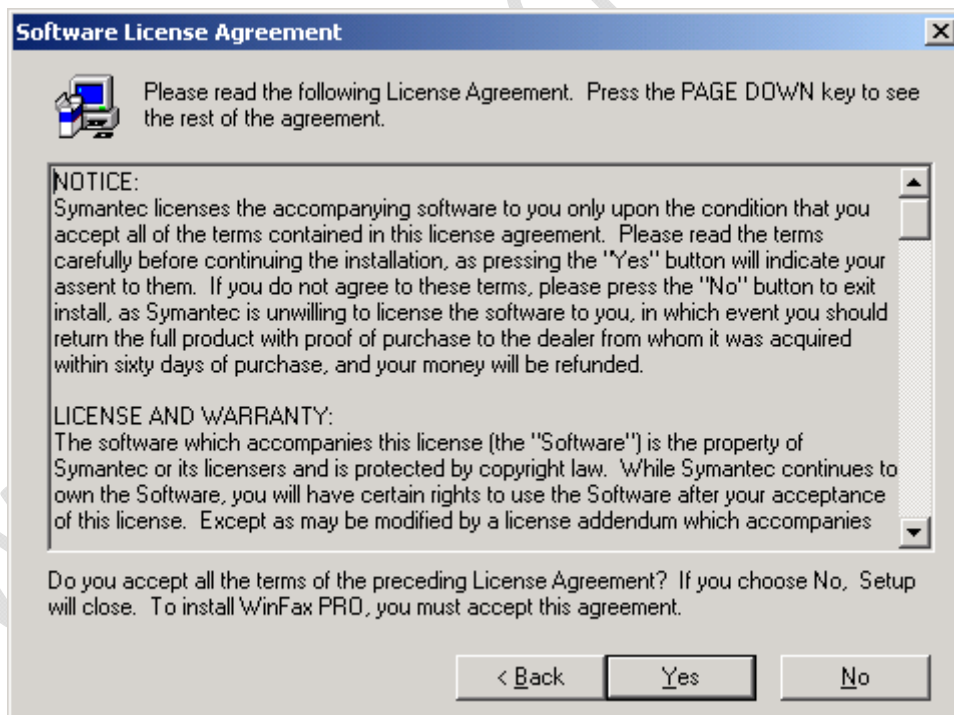 Software License Agreement
Please read the following License Agreement. Press the PAGE DOWN key to see
the rest of the agreement.
NOTICE:
Symantec licenses the accompanying software to you only upon the condition that you
accept all of the terms contained in this license agreement. Please read the terms
carefully before continuing the installation, as pressing the "Yes" button will indicate your
assent to them. If you do not agree to these terms, please press the "No" button to exit
install, as Symantec is unwilling to license the software to you, in which event you should
return the full product with proof of purchase to the dealer from whom it was acquired
within sixty days of purchase, and your money will be refunded.
LICENSE AND WARRANTY:
The software which accompanies this license (the "Software") is the property of
Symantec or its licensers and is protected by copyright law. While Symantec continues to
own the Software, you will have certain rights to use the Software after your acceptance
of this license. Except as may be modified by a license addendum which accompanies
Do you accept all the terms of the preceding License Agreement? If you choose No, Setup
will close. To install WinFax PRO, you must accept this agreement.
< Back
Yes
No